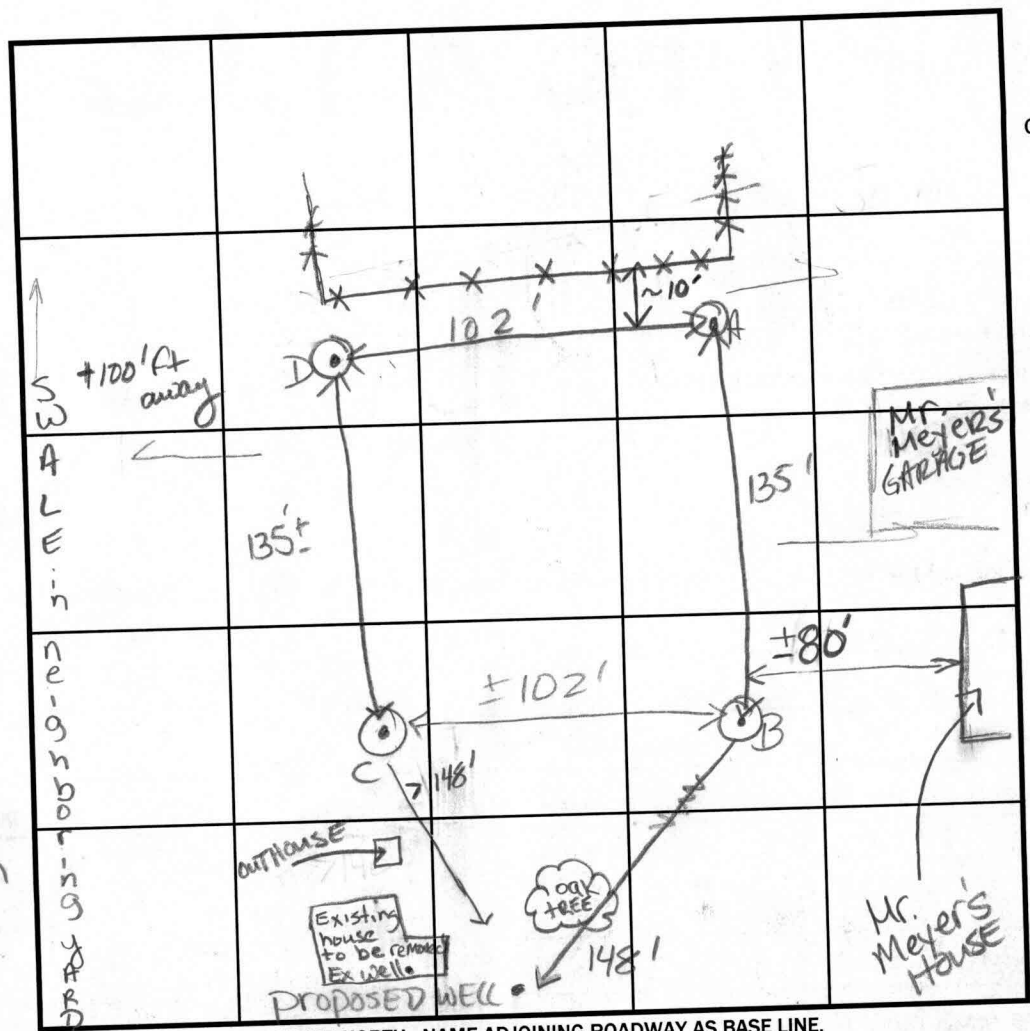 ~10'
102'
D
A
+100' ft
away
SWALE in neighboring yARD
Mr.
Meyer's
GARAGE
135'
135'±
±80'
±102'
B
C
> 148'
OUTHOUSE
oak
tREE
Existing
house
to be remoded
Ex well.
148'
Mr.
Meyer's
House
proposed WELL
NAME ADJOINING ROADWAY AS BASE LINE.